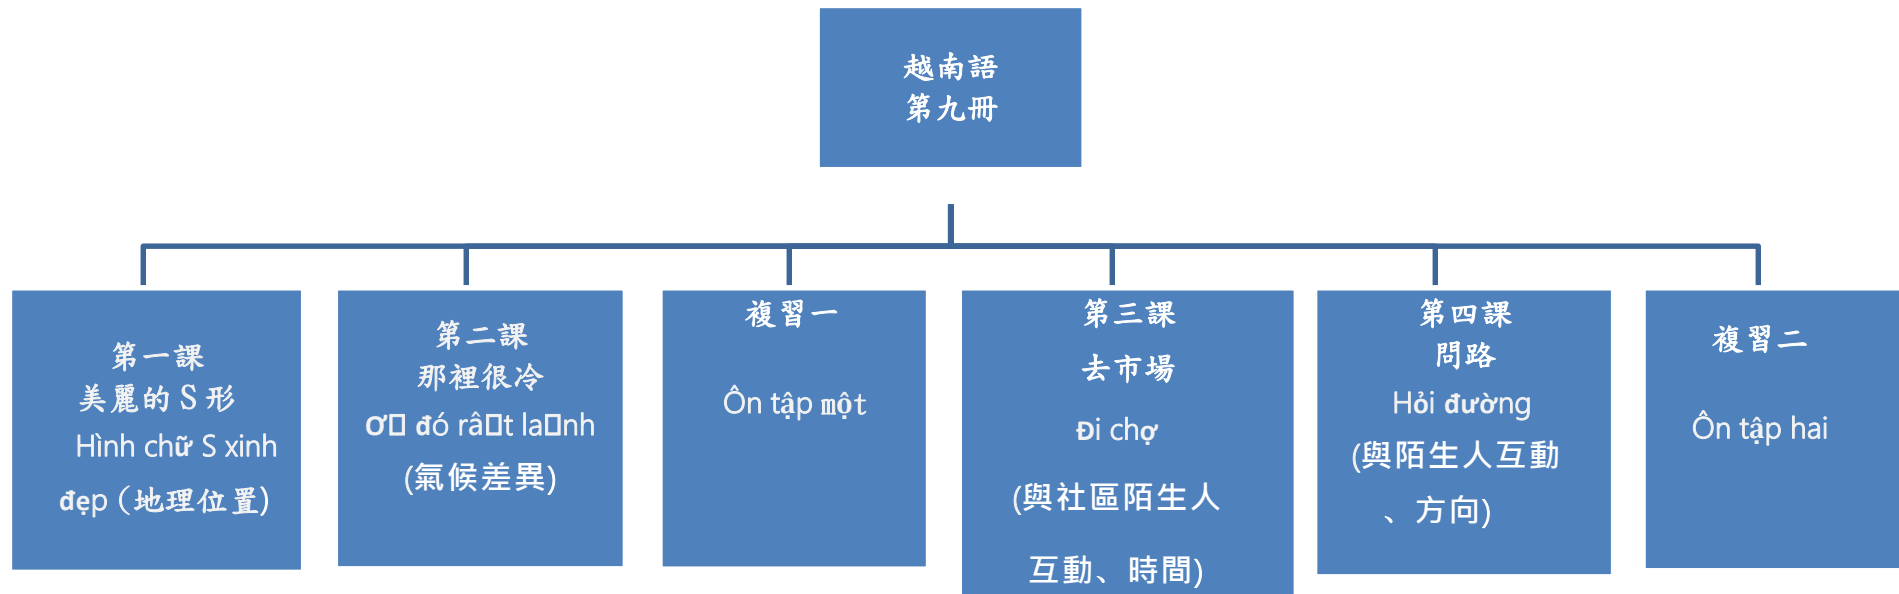 越南語
第九冊
第一課
美麗的 S 形
Hình chữ S xinh
đẹp (地理位置)
第二課
那裡很冷
Ơ□ đó râ□t la□nh
(氣候差異)
複習一
Ôn tập một
第三課
去市場
Đi chợ
(與社區陌生人
互動、時間)
第四課
問路
Hỏi đường
(與陌生人互動
、方向)
複習二
Ôn tập hai